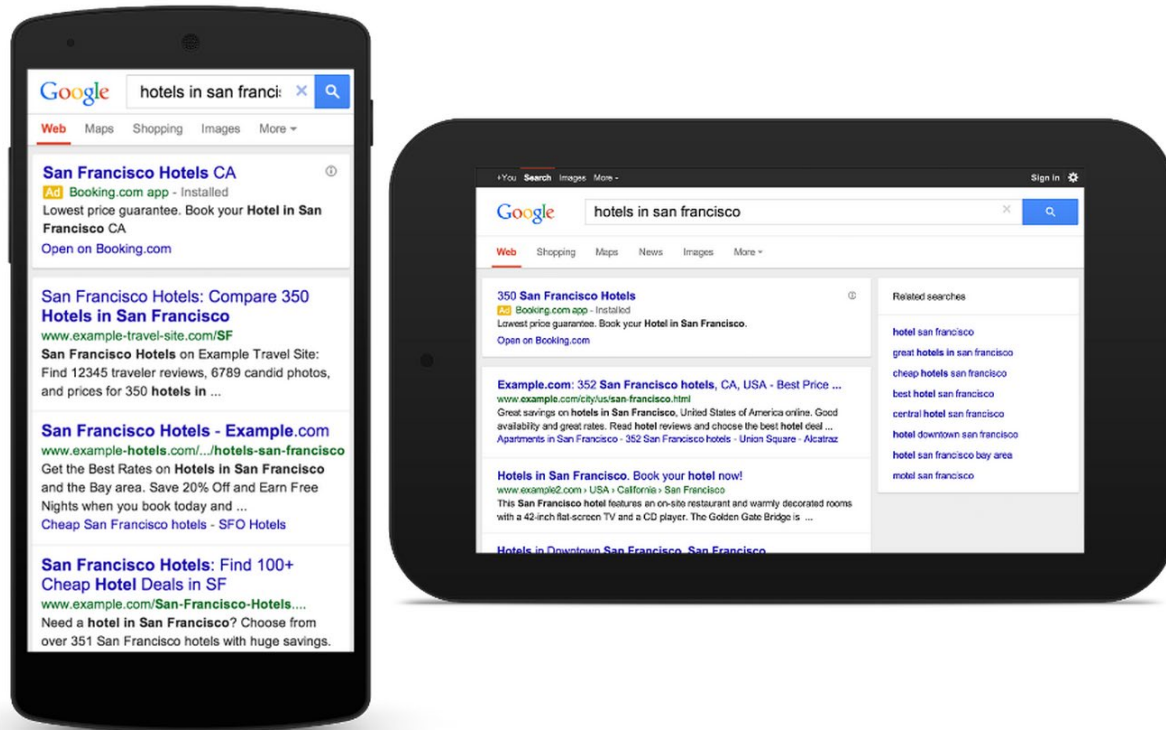 Google
hotels in san franci
Web Maps Shopping Images More
San Francisco Hotels CA
Ad Booking.com app - Installed
Lowest price guarantee. Book your Hotel in San
Francisco CA
Open on Booking.com
San Francisco Hotels: Compare 350
Hotels in San Francisco
www.example-travel-site.com/SF
San Francisco Hotels on Example Travel Site:
Find 12345 traveler reviews, 6789 candid photos,
and prices for 350 hotels in ...
San Francisco Hotels - Example.com
www.example-hotels.com/.../hotels-san-francisco
Get the Best Rates on Hotels in San Francisco
and the Bay area. Save 20% Off and Earn Free
Nights when you book today and ...
Cheap San Francisco hotels - SFO Hotels
San Francisco Hotels: Find 100+
Cheap Hotel Deals in SF
www.example.com/San-Francisco-Hotels....
Need a hotel in San Francisco? Choose from
over 351 San Francisco hotels with huge savings.
+You Search Images More Sign in
Google
hotels in san francisco
Web Shopping Maps News Images More
350 San Francisco Hotels
Ad Booking.com app - Installed
Lowest price guarantee. Book your Hotel in San Francisco.
Open on Booking.com
Example.com: 352 San Francisco hotels, CA, USA - Best Price ...
www.example.com/city/us/san-francisco.html
Great savings on hotels in San Francisco, United States of America online. Good
availability and great rates. Read hotel reviews and choose the best hotel deal ...
Apartments in San Francisco - 352 San Francisco hotels - Union Square - Alcatraz
Hotels in San Francisco. Book your hotel now!
www.example2.com › USA › California › San Francisco
This San Francisco hotel features an on-site restaurant and warmly decorated rooms
with a 42-inch flat-screen TV and a CD player. The Golden Gate Bridge is ...
Hotels in Downtown San Francisco, San Francisco
Related searches
hotel san francisco
great hotels in san francisco
cheap hotels san francisco
best hotel san francisco
central hotel san francisco
hotel downtown san francisco
hotel san francisco bay area
motel san francisco